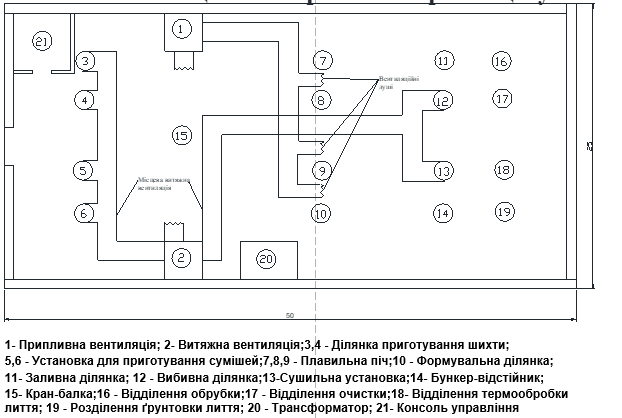 21
1
3
7
11
16
Вентиляційні
душі
4
8
12
17
15
5
9
13
18
Місцева витяжна
вентиляція
6
10
14
19
2
20
25
50
1- Припливна вентиляція; 2- Витяжна вентиляція;3,4 - Ділянка приготування шихти;
5,6 - Установка для приготування сумішей;7,8,9 - Плавильна піч;10 - Формувальна ділянка;
11- Заливна ділянка; 12 - Вибивна ділянка;13-Сушильна установка;14- Бункер-відстійник;
15- Кран-балка;16 - Відділення обрубки;17 - Відділення очистки;18- Відділення термообробки
лиття; 19 - Розділення ґрунтовки лиття; 20 - Трансформатор; 21- Консоль управління